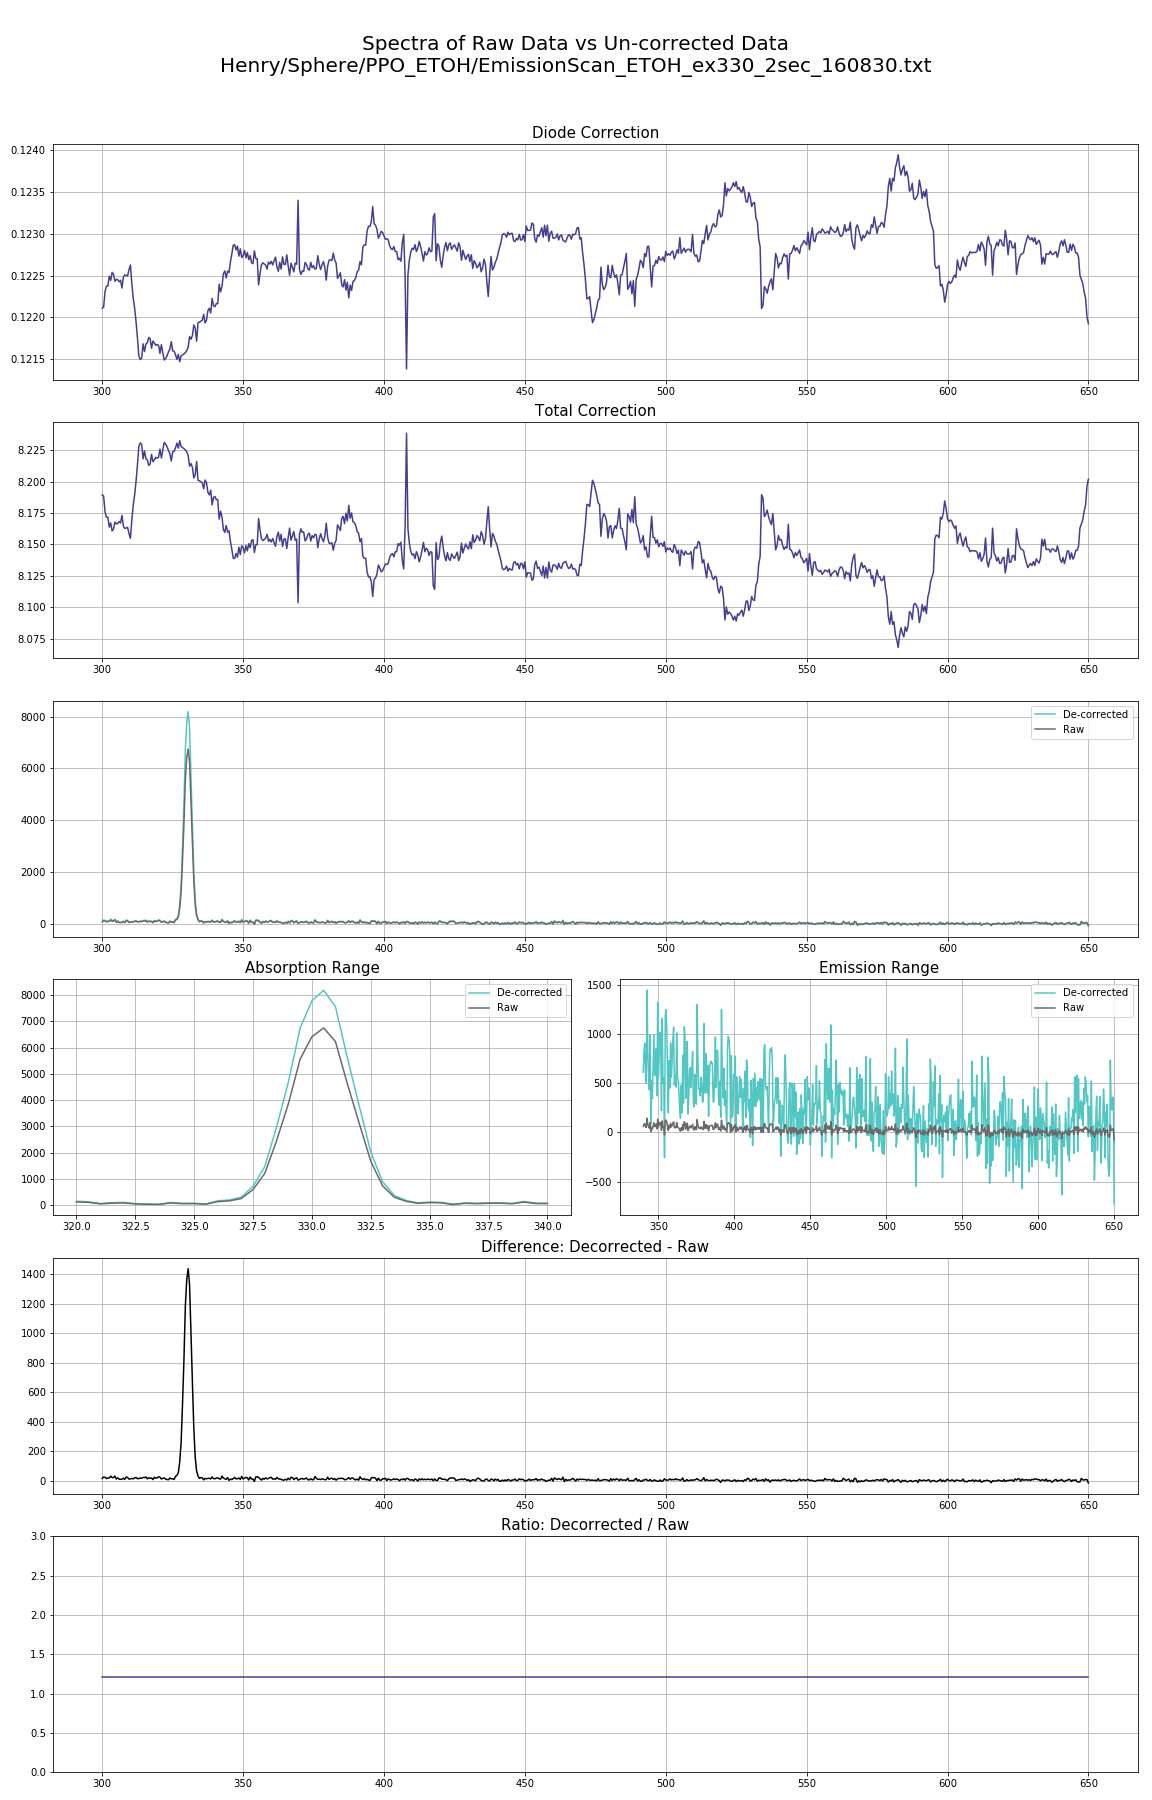 Spectra of Raw Data vs Un-corrected Data
Henry/Sphere/PPO_ETOH/EmissionScan_ETOH_ex330_2sec_160830.txt
Diode Correction
0.1240
0.1235
0.1230
0.1225
0.1220
0.1215
300 350 400 450 500 550 600 650
Total Correction
8.225
8.200
8.175
8.150
8.125
8.100
8.075
300 350 400 450 500 550 600 650
8000
6000
4000
2000
0
De-corrected
Raw
300 350 400 450 500 550 600 650
Absorption Range
8000
7000
6000
5000
4000
3000
2000
1000
0
De-corrected
Raw
320.0 322.5 325.0 327.5 330.0 332.5 335.0 337.5 340.0
Emission Range
1500
1000
500
0
−500
De-corrected
Raw
350 400 450 500 550 600 650
Difference: Decorrected - Raw
1400
1200
1000
800
600
400
200
0
300 350 400 450 500 550 600 650
Ratio: Decorrected / Raw
3.0
2.5
2.0
1.5
1.0
0.5
0.0
300 350 400 450 500 550 600 650